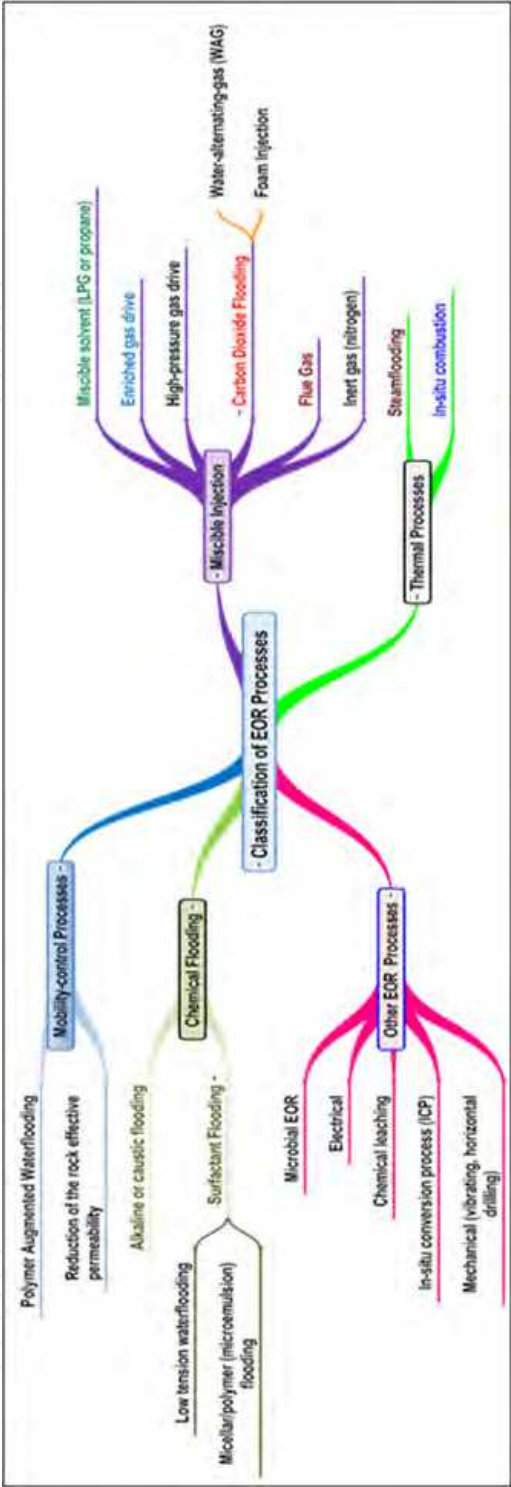 - Classification of EOR Processes -
Mobility-control Processes -
Polymer Augmented Waterflooding
Reduction of the rock effective
permeability
- Chemical Flooding -
Alkaline or caustic flooding
Surfactant Flooding -
Low tension waterflooding
Micellar/polymer (microemulsion)
flooding
Other EOR Processes -
Microbial EOR
Electrical
Chemical leaching
In-situ conversion process (ICP)
Mechanical (vibrating, horizontal
drilling)
- Miscible Injection -
Miscible solvent (LPG or propane)
Enriched gas drive
High-pressure gas drive
- Carbon Dioxide Flooding
Water-alternating-gas (WAG)
Foam Injection
Flue Gas
Inert gas (nitrogen)
- Thermal Processes
Steamflooding
In-situ combustion